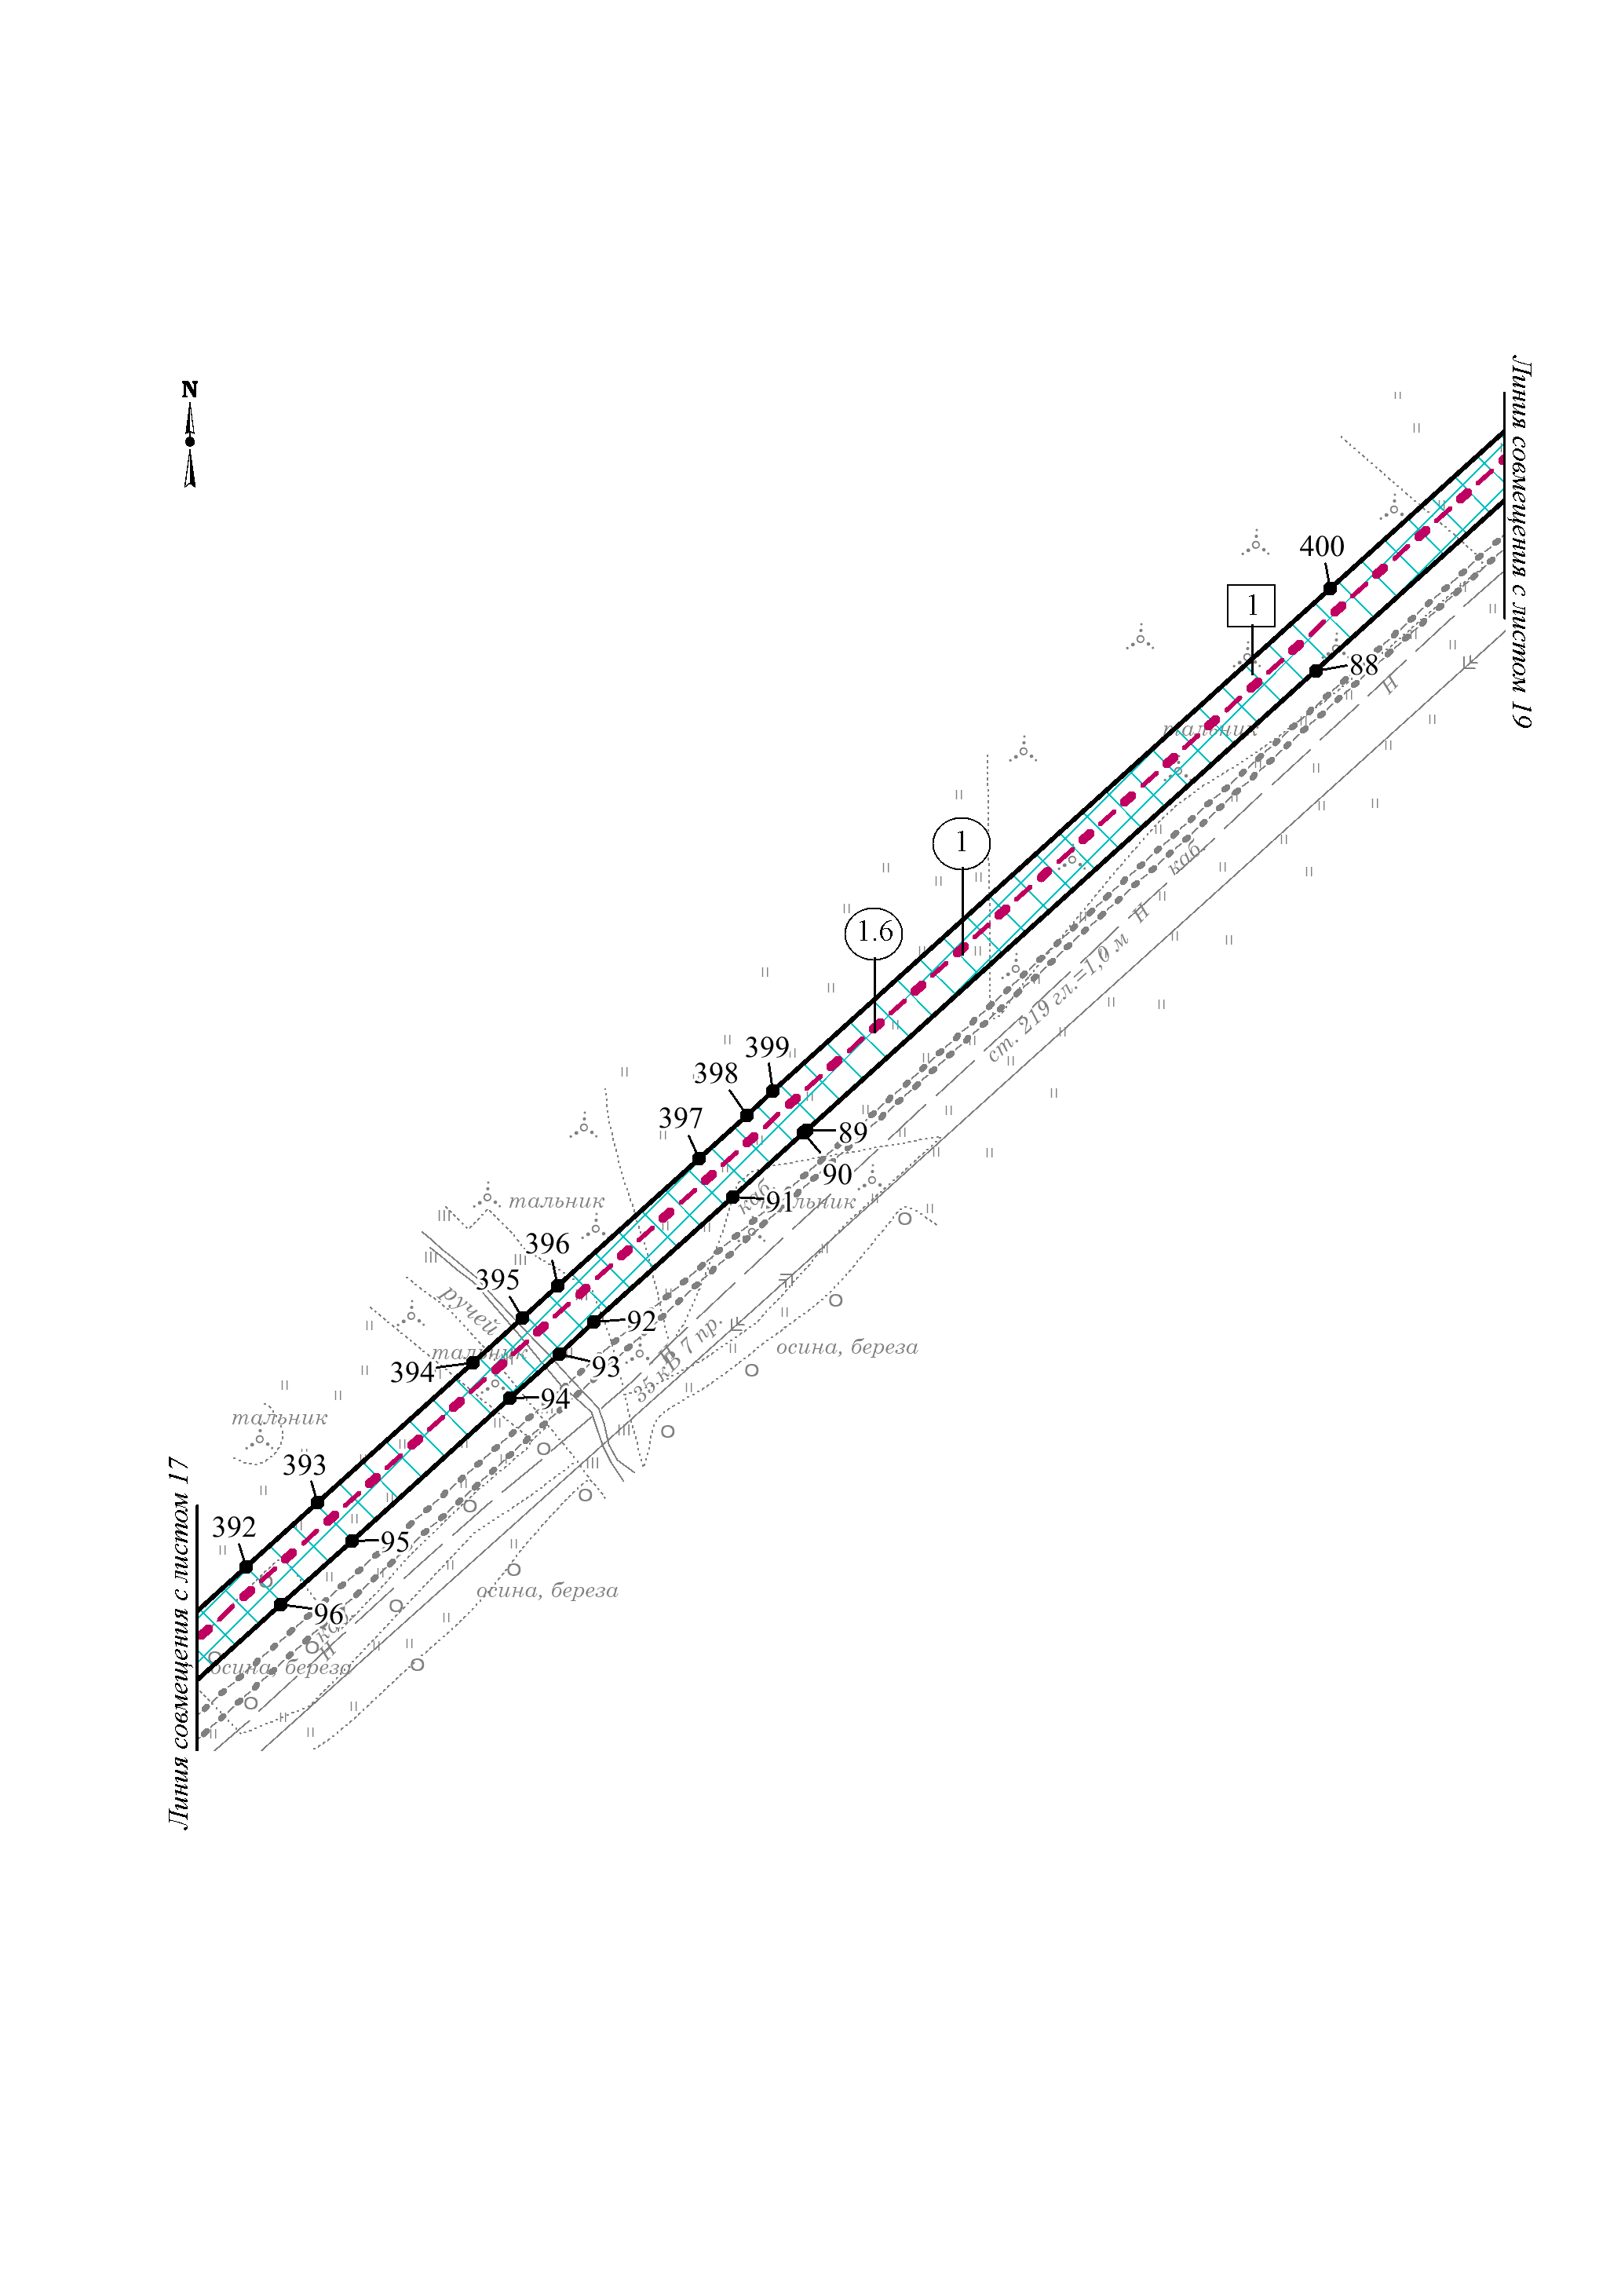 N
Линия совмещения с листом 19
400
1
88
тальник
1
каб.
1.6
Н
Н
ст. 219 гл.=1,0 м
399
398
397
89
90
91
каб.
тальник
396
395
ручей
92
35 кВ 7 пр.
Н
осина, береза
тальник
394
93
94
тальник
393
392
95
осина, береза
96
Н
осина, береза
Линия совмещения с листом 17